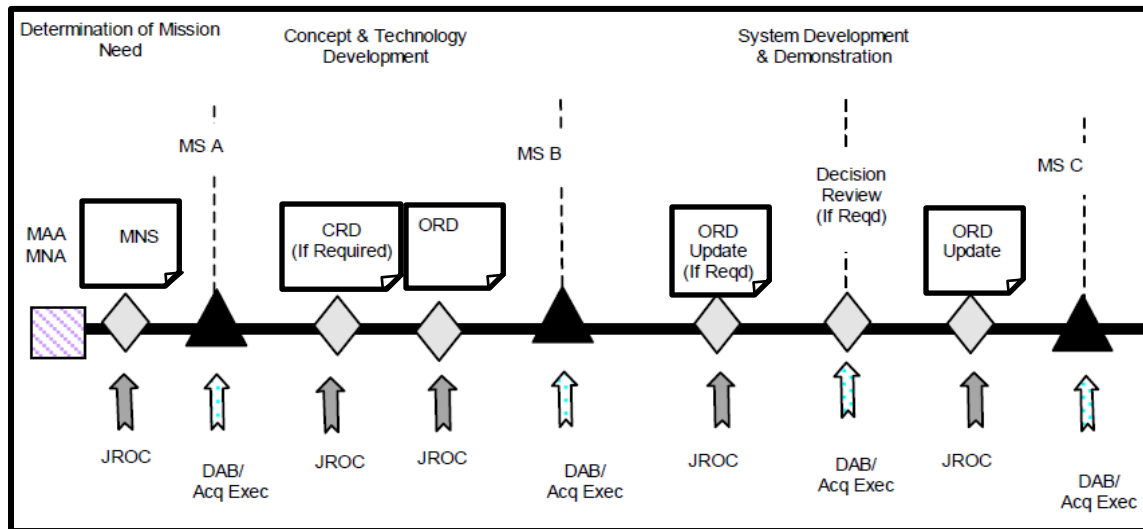 Determination of Mission
Need
Concept & Technology
Development
System Development
& Demonstration
MS A
MS B
MS C
Decision
Review
(If Reqd)
MAA
MNA
MNS
CRD
(If Required)
ORD
ORD
Update
(If Reqd)
ORD
Update
JROC
DAB/
Acq Exec
JROC
JROC
DAB/
Acq Exec
JROC
DAB/
Acq Exec
JROC
DAB/
Acq Exec